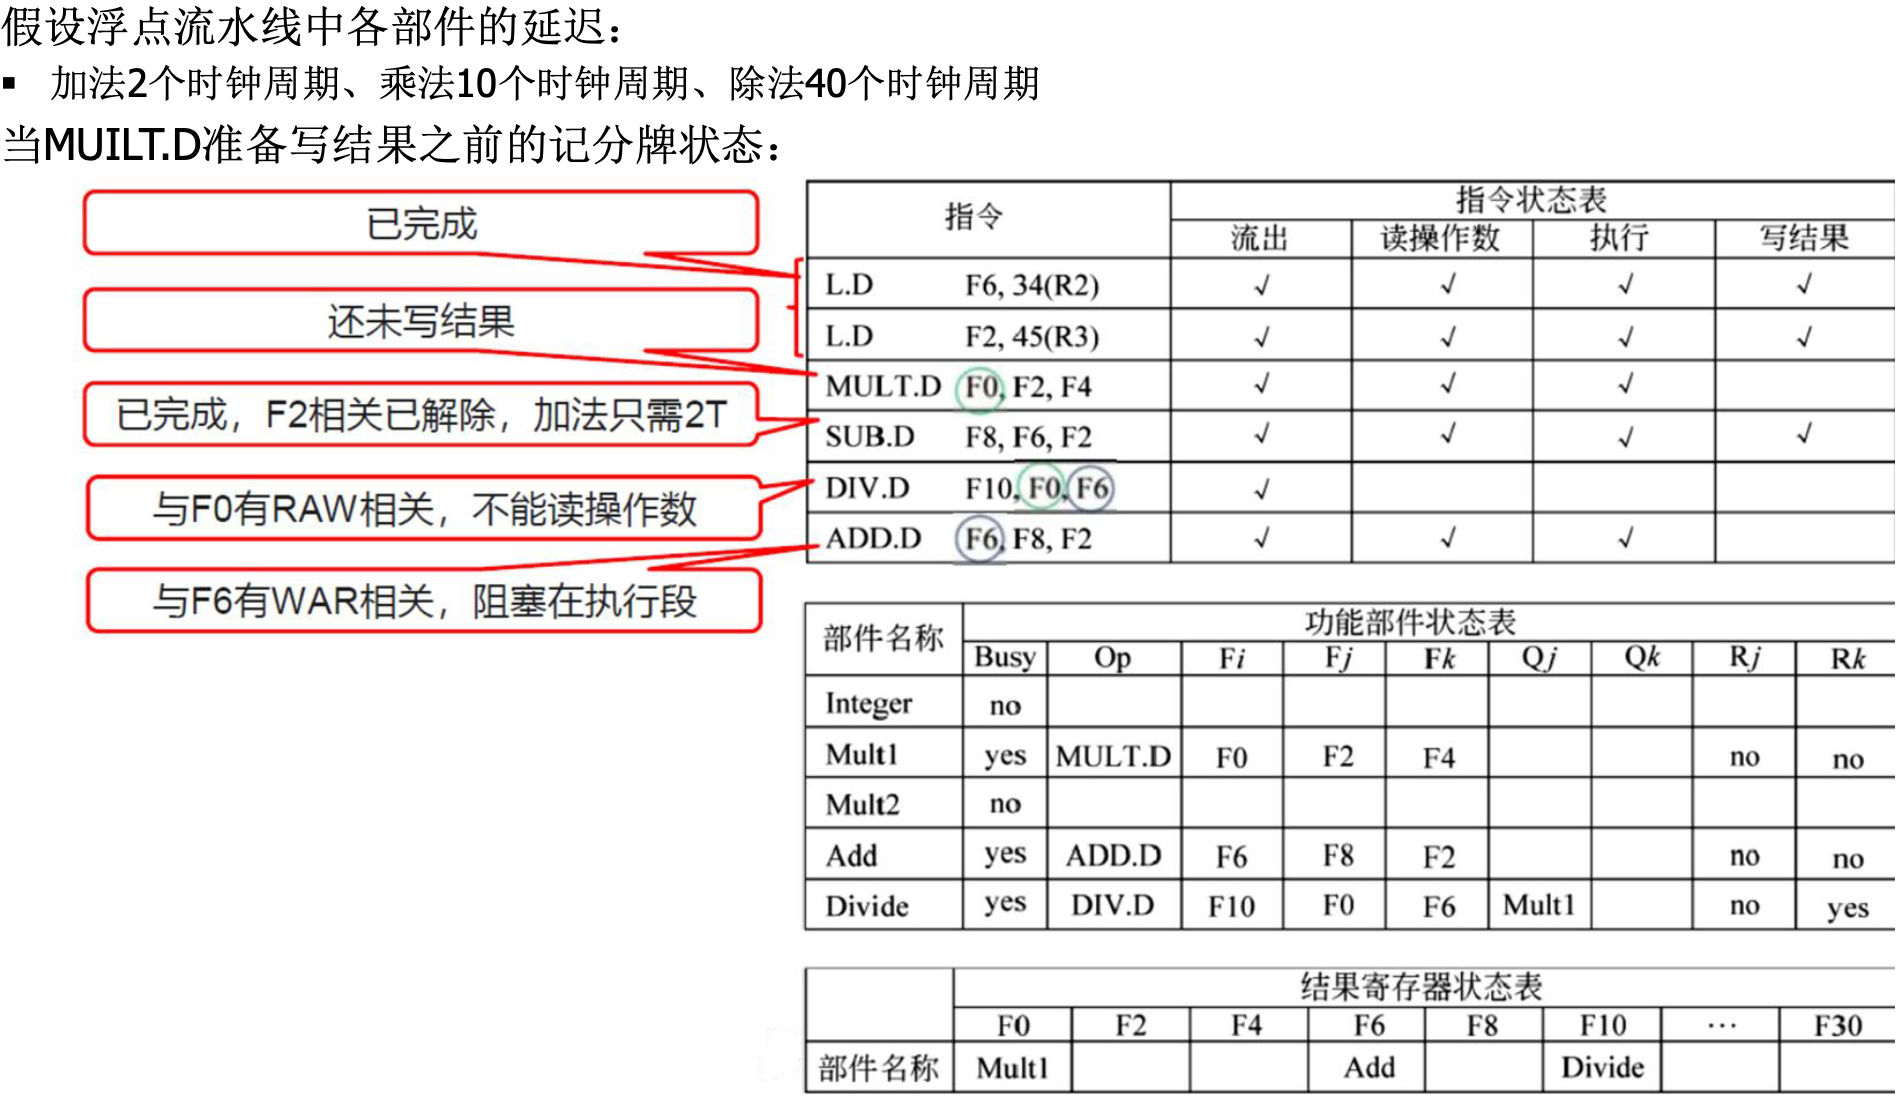 假设浮点流水线中各部件的延迟：
▪ 加法2个时钟周期、乘法10个时钟周期、除法40个时钟周期
当MUILT.D准备写结果之前的记分牌状态：
已完成
还未写结果
已完成，F2相关已解除，加法只需2T
与F0有RAW相关，不能读操作数
与F6有WAR相关，阻塞在执行段
指令 指令状态表
流出 读操作数 执行 写结果
L.D F6, 34(R2) √ √ √ √
L.D F2, 45(R3) √ √ √ √
MULT.D F0, F2, F4 √ √ √
SUB.D F8, F6, F2 √ √ √ √
DIV.D F10, F0, F6 √
ADD.D F6, F8, F2 √ √ √
部件名称 功能部件状态表
Busy Op Fi Fj Fk Qj Qk Rj Rk
Integer no
Mult1 yes MULT.D F0 F2 F4 no no
Mult2 no
Add yes ADD.D F6 F8 F2 no no
Divide yes DIV.D F10 F0 F6 Mult1 no yes
结果寄存器状态表
F0 F2 F4 F6 F8 F10 ⋯ F30
部件名称 Mult1 Add Divide